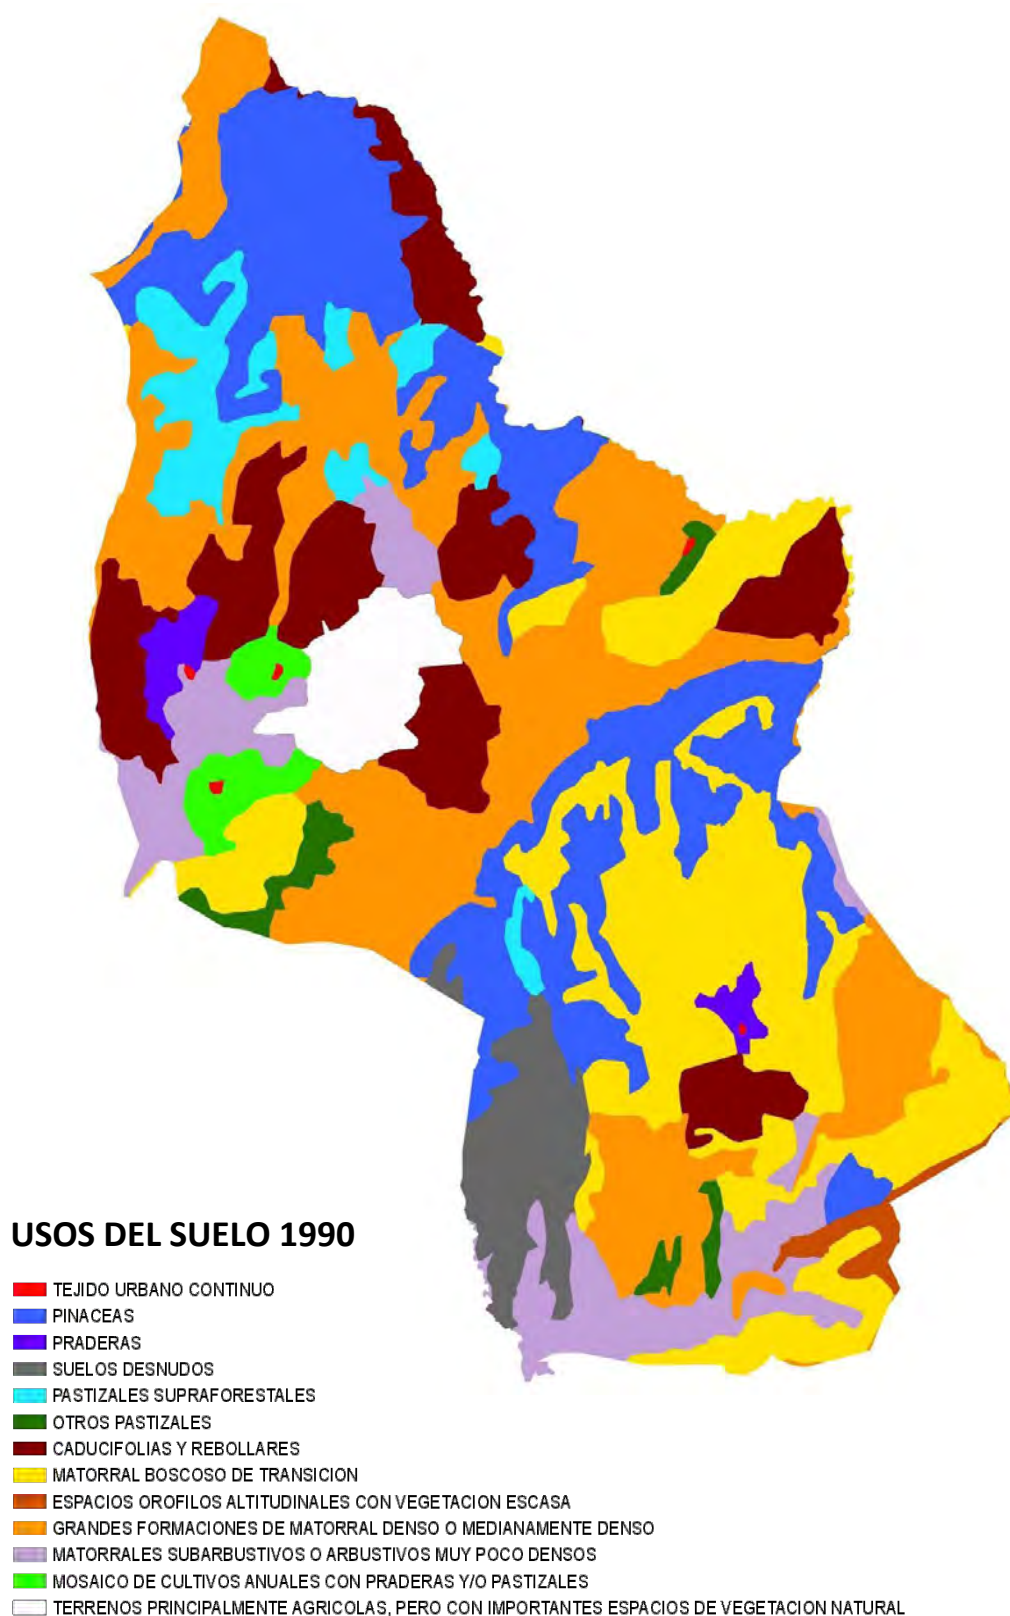 USOS DEL SUELO 1990
TEJIDO URBANO CONTINUO
PINACEAS
PRADERAS
SUELOS DESNUDOS
PASTIZALES SUPRAFORESTALES
OTROS PASTIZALES
CADUCIFOLIAS Y REBOLLARES
MATORRAL BOSCOSO DE TRANSICION
ESPACIOS OROFILOS ALTITUDINALES CON VEGETACION ESCASA
GRANDES FORMACIONES DE MATORRAL DENSO O MEDIANAMENTE DENSO
MATORRALES SUBARBUSTIVOS O ARBUSTIVOS MUY POCO DENSOS
MOSAICO DE CULTIVOS ANUALES CON PRADERAS Y/O PASTIZALES
TERRENOS PRINCIPALMENTE AGRICOLAS, PERO CON IMPORTANTES ESPACIOS DE VEGETACION NATURAL